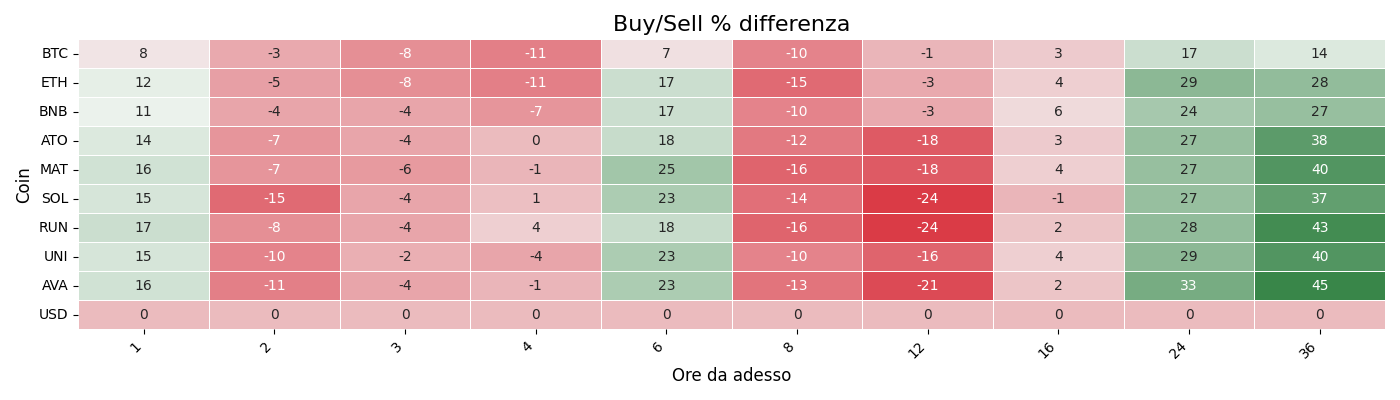 Buy/Sell % differenza
Coin
BTC 8 -3 -8 -11 7 -10 -1 3 17 14
ETH 12 -5 -8 -11 17 -15 -3 4 29 28
BNB 11 -4 -4 -7 17 -10 -3 6 24 27
ATO 14 -7 -4 0 18 -12 -18 3 27 38
MAT 16 -7 -6 -1 25 -16 -18 4 27 40
SOL 15 -15 -4 1 23 -14 -24 -1 27 37
RUN 17 -8 -4 4 18 -16 -24 2 28 43
UNI 15 -10 -2 -4 23 -10 -16 4 29 40
AVA 16 -11 -4 -1 23 -13 -21 2 33 45
USD 0 0 0 0 0 0 0 0 0 0
1 2 3 4 6 8 12 16 24 36
Ore da adesso